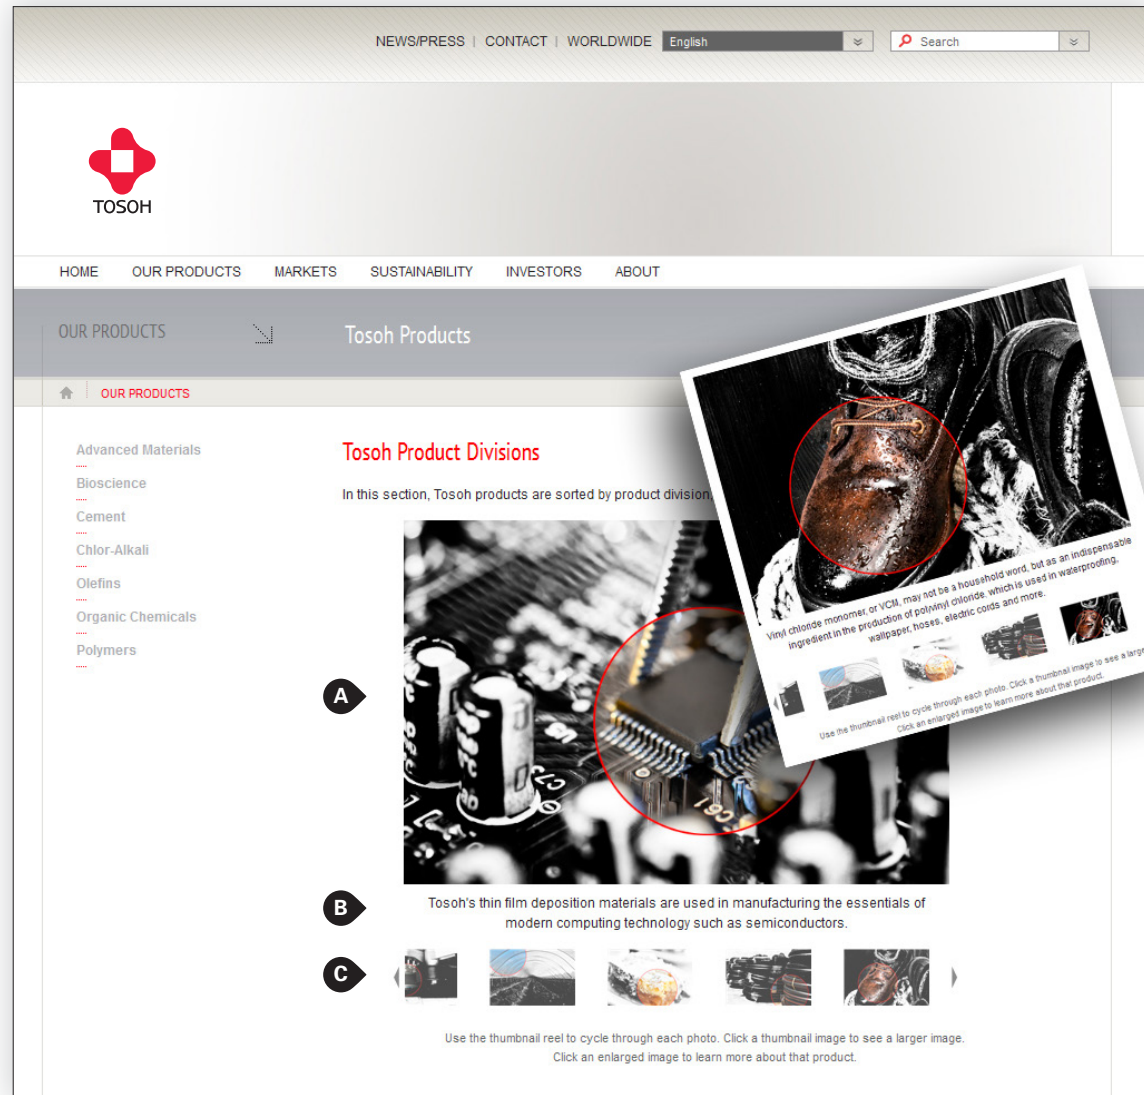 NEWS/PRESS | CONTACT | WORLDWIDE English Search
TOSOH
HOME OUR PRODUCTS MARKETS SUSTAINABILITY INVESTORS ABOUT
OUR PRODUCTS
Tosoh Products
OUR PRODUCTS
Advanced Materials
Bioscience
Cement
Chlor-Alkali
Olefins
Organic Chemicals
Polymers
Tosoh Product Divisions
In this section, Tosoh products are sorted by product division,
A
C61
B
Tosoh's thin film deposition materials are used in manufacturing the essentials of
modern computing technology such as semiconductors.
C
Use the thumbnail reel to cycle through each photo. Click a thumbnail image to see a larger image.
Click an enlarged image to learn more about that product.
Vinyl chloride monomer, or VCM, may not be a household word, but as an indispensable
ingredient in the production of polyvinyl chloride, which is used in waterproofing,
wallpaper, hoses, electric cords and more.
Use the thumbnail reel to cycle through each photo. Click a thumbnail image to see a large
Click an enlarged image to learn more about that product.